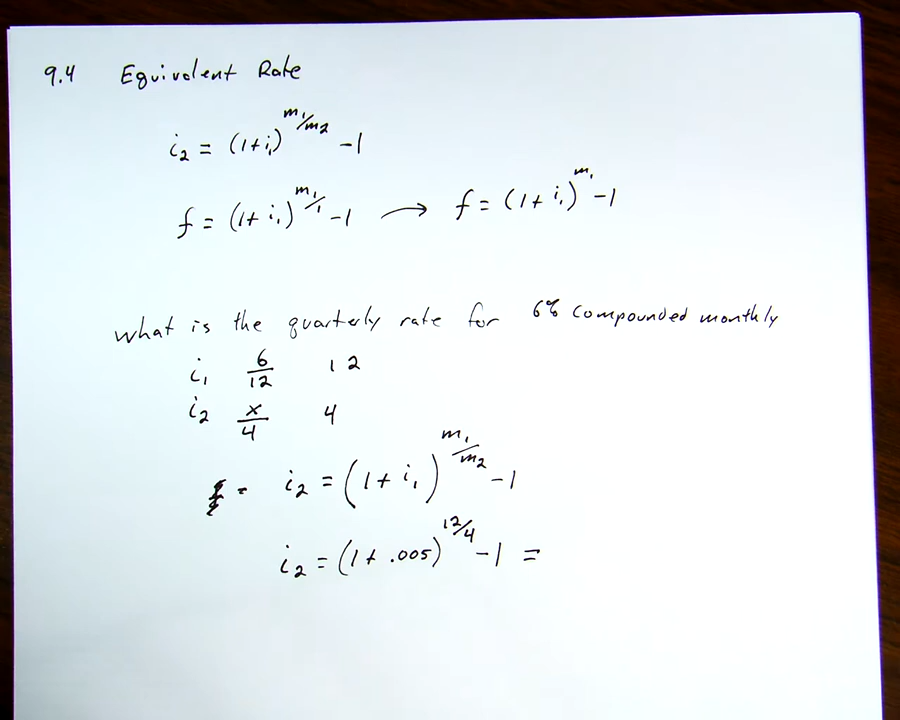 9.4 Equivalent Rate
i₂ = (1+i₁)^(m₁/m₂) -1
f = (1+i₁)^(m₁/1) -1 → f = (1+i₁)^(m₁) -1
What is the quarterly rate for 6% compounded monthly
i₁ 6/12 12
i₂ x/4 4
i₂ = (1+i₁)^(m₁/m₂) -1
i₂ = (1+.005)^(12/4) -1 =